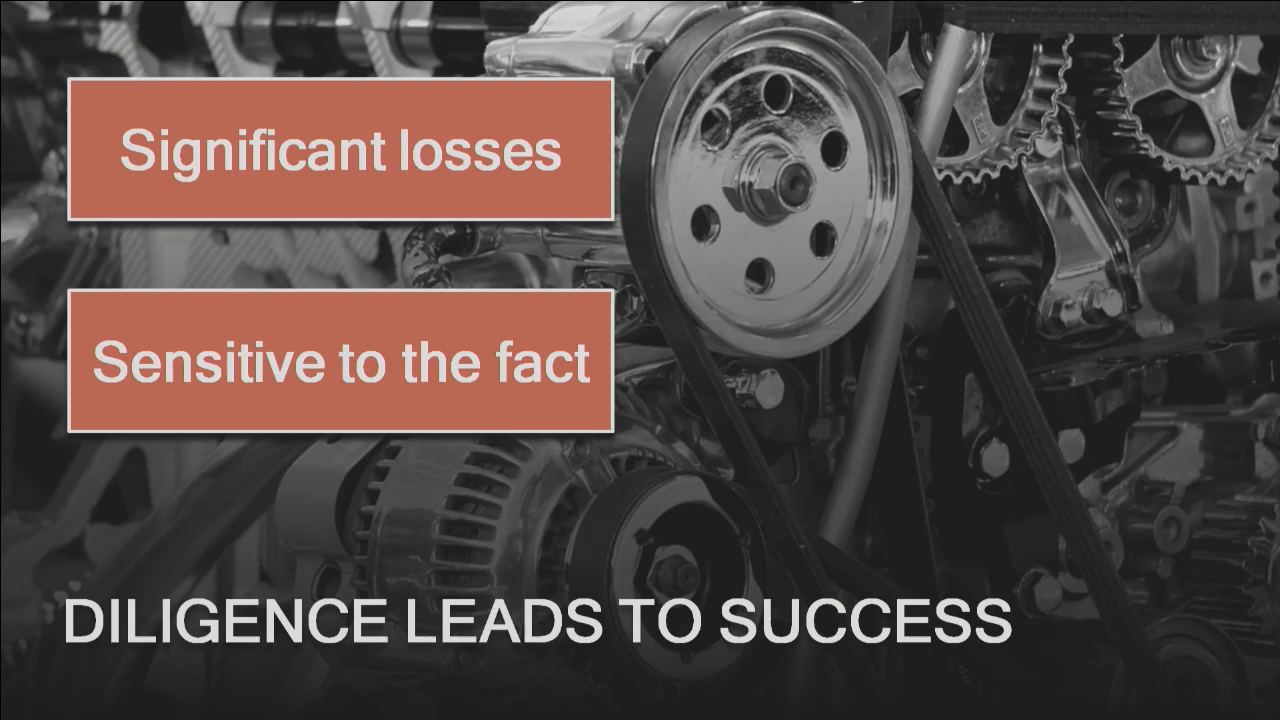 Significant losses
Sensitive to the fact
DILIGENCE LEADS TO SUCCESS